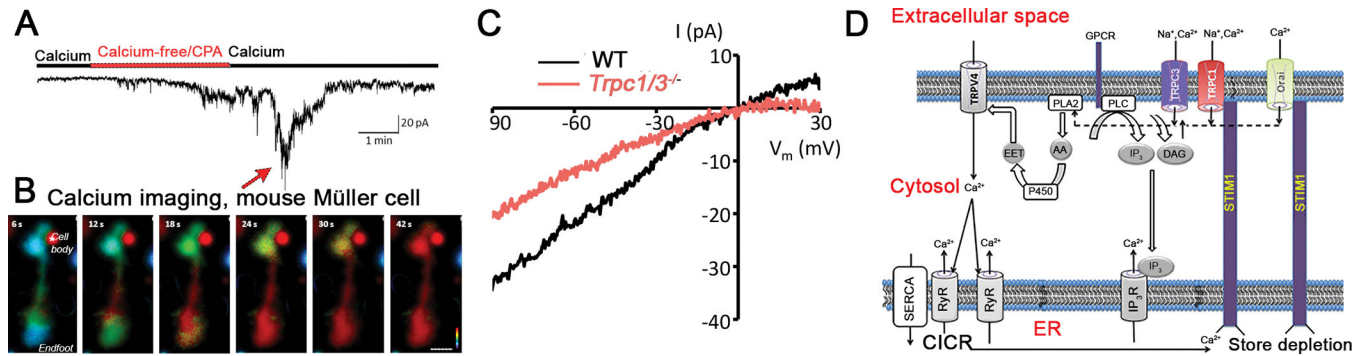 A
Calcium Calcium-free/CPA Calcium
20 pA
1 min
B Calcium imaging, mouse Müller cell
6 s 12 s 18 s 24 s 30 s 42 s
Cell
body
Endfoot
C
I (pA)
WT
Trpc1/3-/-
90 -60 -30 30
Vm (mV)
-10
-20
-30
-40
D
Extracellular space
GPCR
Na+,Ca2+ Na+,Ca2+ Ca2+
TRPV4
TRPC3
TRPC1
Orai
PLA2 PLC
EET AA IP3 DAG
P450
Cytosol
Ca2+
STIM1 STIM1
Ca2+ Ca2+ Ca2+
IP3
SERCA
RyR RyR IP3R
ER
CICR Ca2+ Store depletion